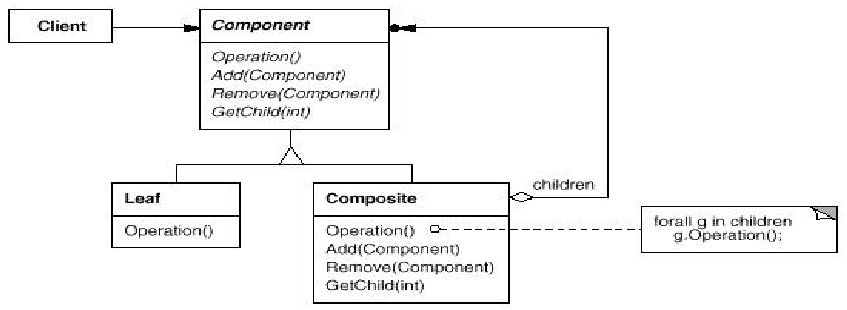 Client
Component
Operation()
Add(Component)
Remove(Component)
GetChild(int)
Leaf
Operation()
Composite
Operation()
Add(Component)
Remove(Component)
GetChild(int)
children
forall g in children
g.Operation();